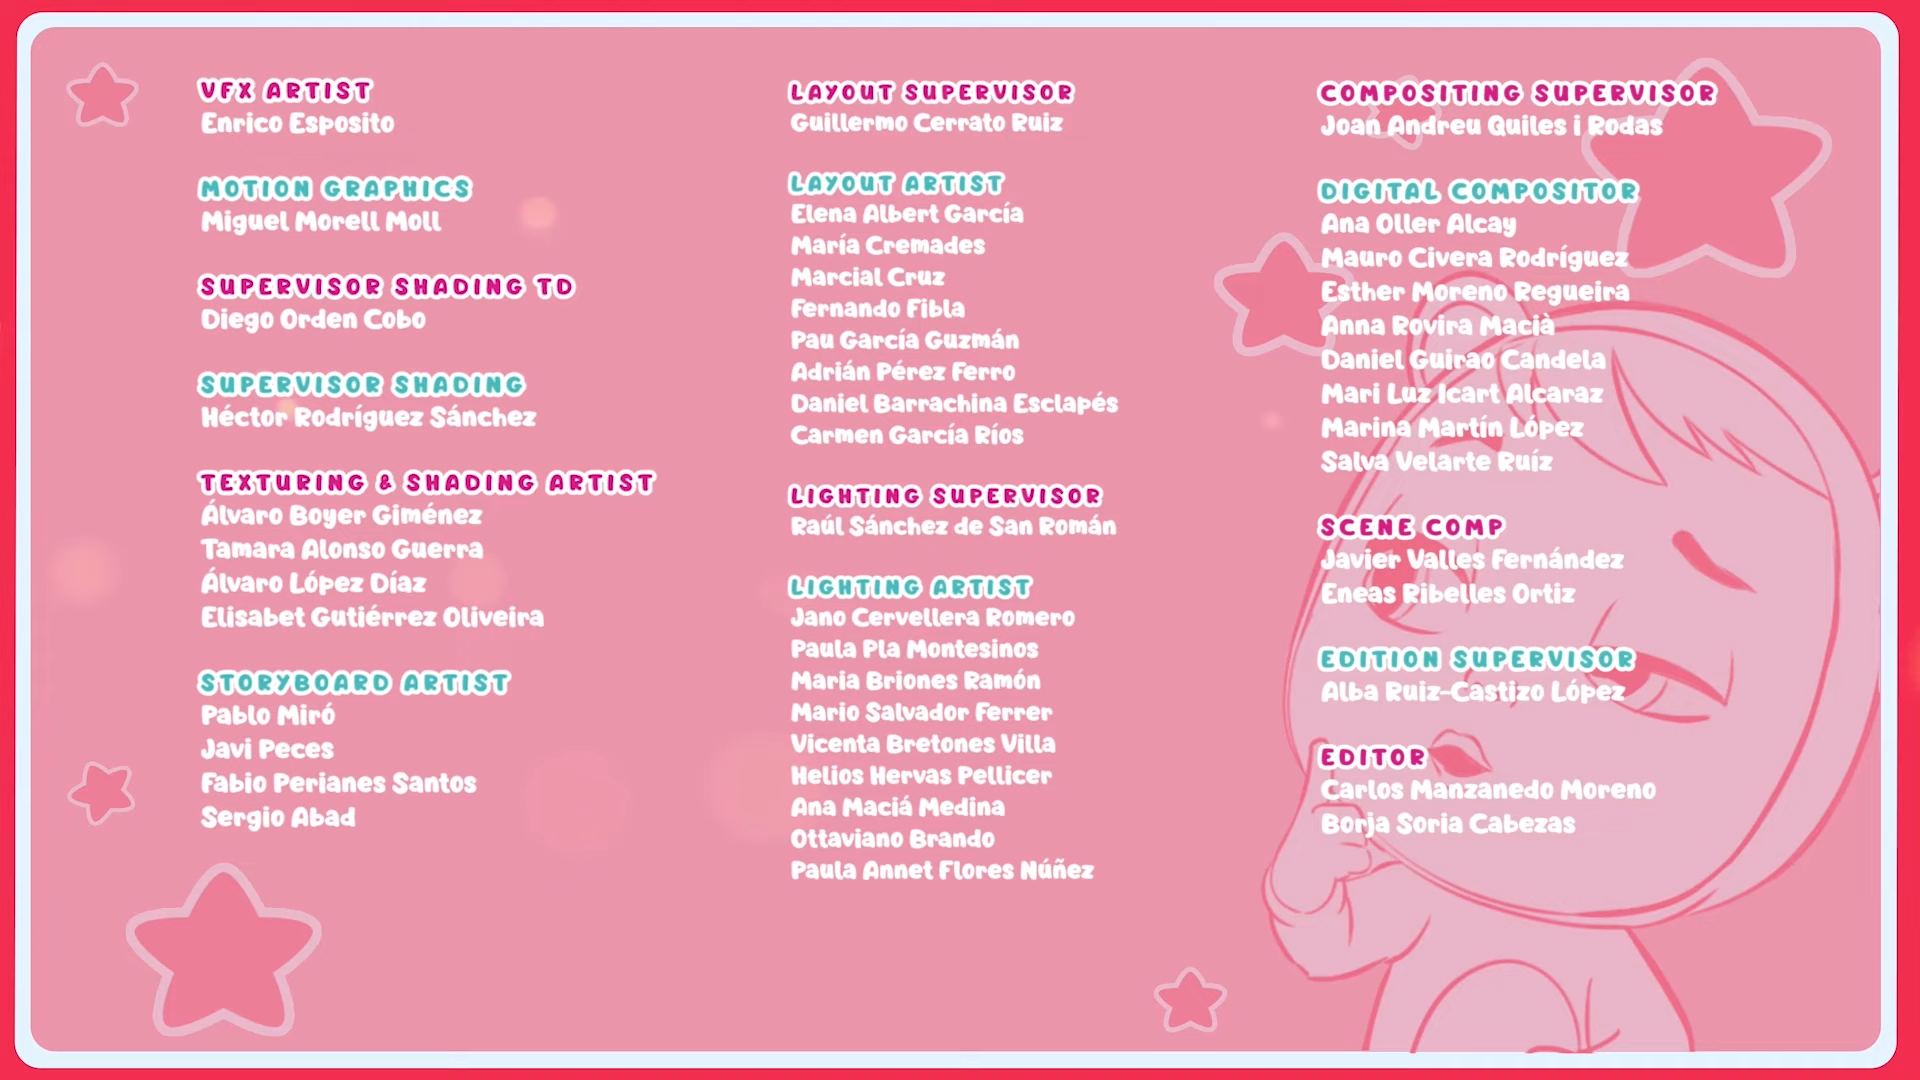 VFX ARTIST
Enrico Esposito
MOTION GRAPHICS
Miguel Morell Moll
SUPERVISOR SHADING TD
Diego Orden Cobo
SUPERVISOR SHADING
Héctor Rodríguez Sánchez
TEXTURING & SHADING ARTIST
Álvaro Boyer Giménez
Tamara Alonso Guerra
Álvaro López Díaz
Elisabet Gutiérrez Oliveira
STORYBOARD ARTIST
Pablo Miró
Javi Peces
Fabio Perianes Santos
Sergio Abad
LAYOUT SUPERVISOR
Guillermo Cerrato Ruiz
LAYOUT ARTIST
Elena Albert García
María Cremades
Marcial Cruz
Fernando Fibla
Pau García Guzmán
Adrián Pérez Ferro
Daniel Barrachina Esclapés
Carmen García Ríos
LIGHTING SUPERVISOR
Raúl Sánchez de San Román
LIGHTING ARTIST
Jano Cervellera Romero
Paula Pla Montesinos
Maria Briones Ramón
Mario Salvador Ferrer
Vicenta Bretones Villa
Helios Hervas Pellicer
Ana Maciá Medina
Ottaviano Brando
Paula Annet Flores Núñez
COMPOSITING SUPERVISOR
Joan Andreu Quiles i Rodas
DIGITAL COMPOSITOR
Ana Oller Alcay
Mauro Civera Rodríguez
Esther Moreno Regueira
Anna Rovira Macià
Daniel Guirao Candela
Mari Luz Icart Alcaraz
Marina Martín López
Salva Velarte Ruíz
SCENE COMP
Javier Valles Fernández
Eneas Ribelles Ortiz
EDITION SUPERVISOR
Alba Ruiz-Castizo López
EDITOR
Carlos Manzanedo Moreno
Borja Soria Cabezas